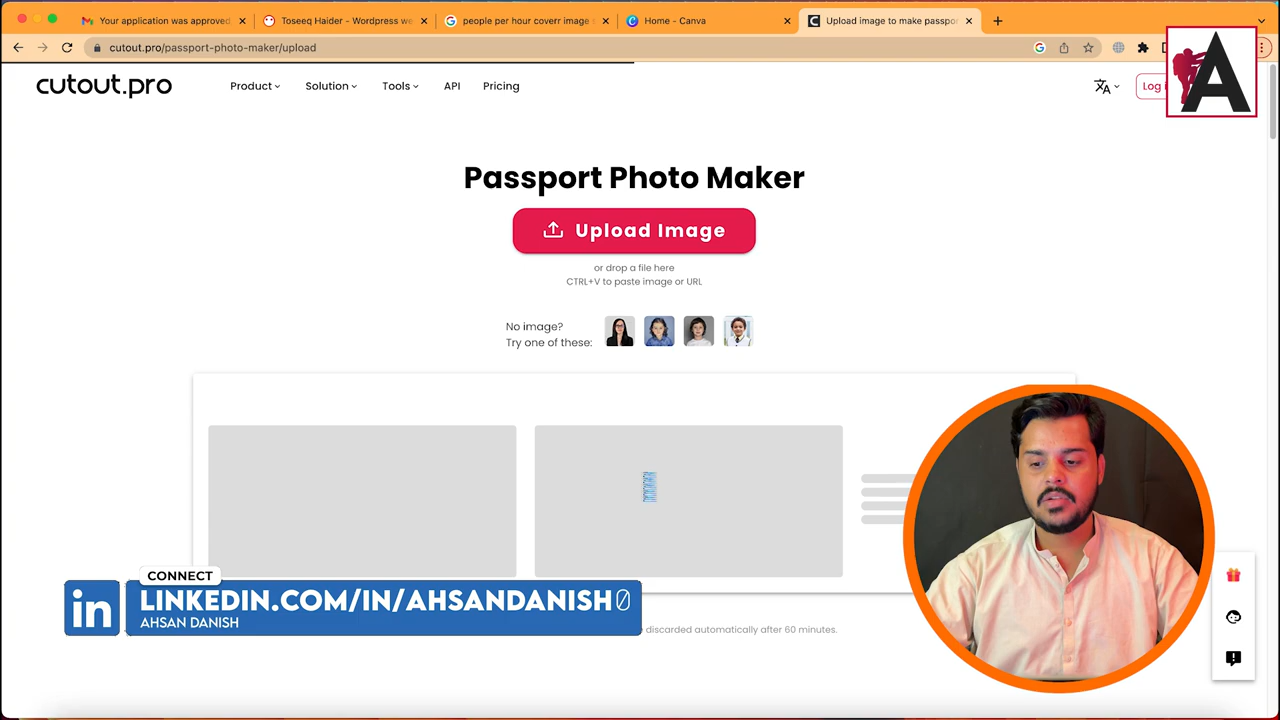 Your application was approved
Toseeq Haider - Wordpress we
people per hour coverr image s
Home - Canva
Upload image to make passpor
cutout.pro/passport-photo-maker/upload
cutout.pro
Product
Solution
Tools
API
Pricing
Log i
A
Passport Photo Maker
Upload Image
or drop a file here
CTRL+V to paste image or URL
No image?
Try one of these:
CONNECT
in
LINKEDIN.COM/IN/AHSANDANISH0
AHSAN DANISH
discarded automatically after 60 minutes.